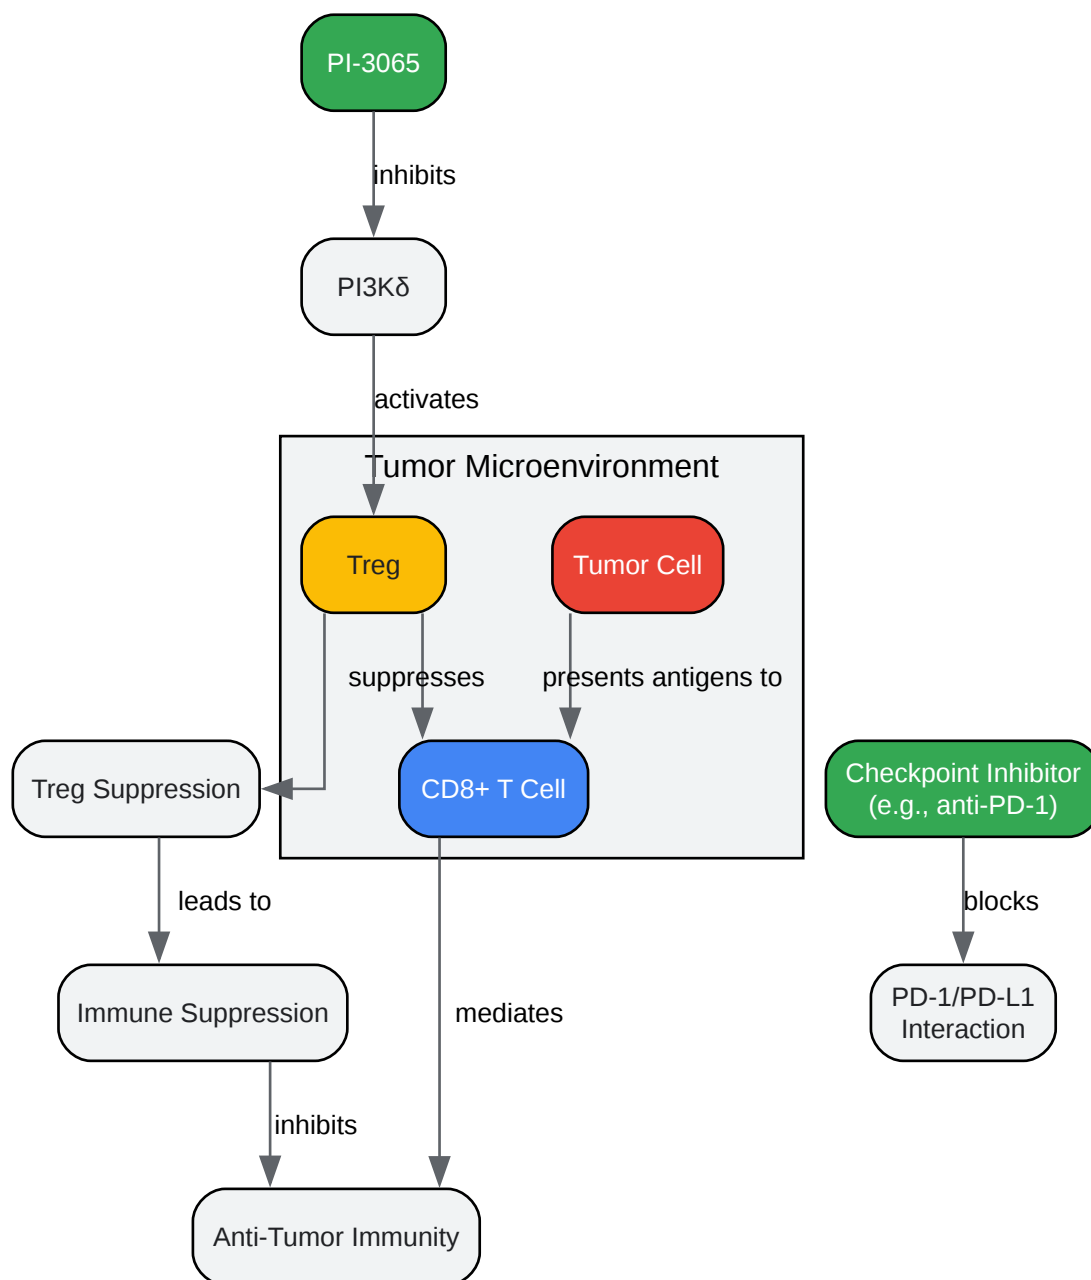 PI-3065
inhibits
PI3Kδ
activates
Tumor Microenvironment
Treg
Tumor Cell
suppresses
presents antigens to
Treg Suppression
CD8+ T Cell
Checkpoint Inhibitor
(e.g., anti-PD-1)
leads to
blocks
Immune Suppression
mediates
PD-1/PD-L1
Interaction
inhibits
Anti-Tumor Immunity